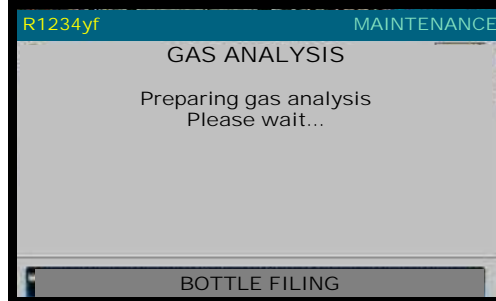 R1234yf MAINTENANCE
GAS ANALYSIS
Preparing gas analysis
Please wait...
BOTTLE FILING